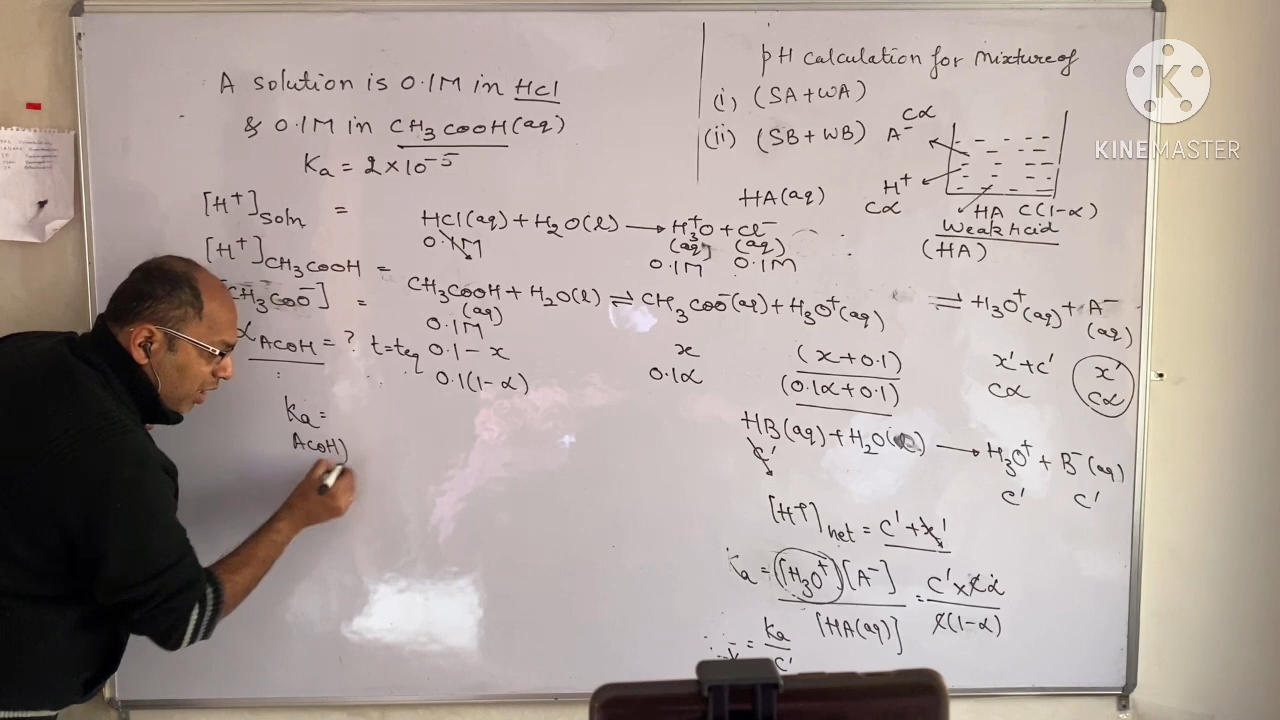 A solution is 0.1M in HCl
& 0.1M in CH3COOH(aq)
Ka = 2×10⁻⁵
[H⁺]Soln =
[H⁺]CH3COOH =
[CH3COO⁻] =
αACOH = ?
Ka =
ACOH)
HCl(aq) + H2O(l) → H3⁺O + Cl⁻
(aq) (aq)
0.1M 0.1M 0.1M
CH3COOH + H2O(l) ⇌ CH3COO⁻(aq) + H3O⁺(aq)
(aq)
0.1M
t=teq 0.1 - x x (x+0.1)
0.1(1-α) 0.1α (0.1α+0.1)
pH calculation for mixture of
(i) (SA+WA)
(ii) (SB+WB)
Cα
A⁻
H⁺
Cα
HA C(1-α)
Weak Acid
(HA)
HA(aq)
⇌ H3O⁺(aq) + A⁻
(aq)
x'+c' x'
cα cα
HB(aq) + H2O → H3O⁺ + B⁻(aq)
C' C' C'
[H⁺]net = C' + x'
Ka = [H3O⁺][A⁻] / [HA(aq)] = C'×cα / c(1-α)
= Ka / C'
K
KINEMASTER